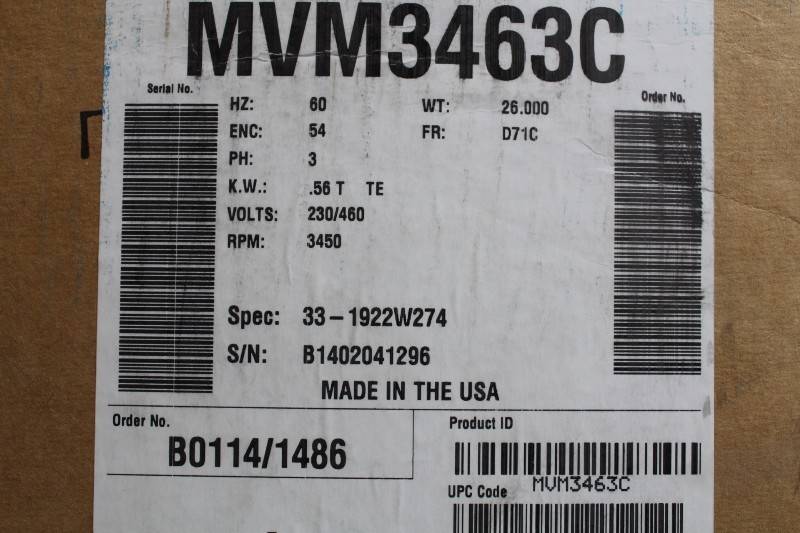 MVM3463C
Serial No.
Order No.
HZ: 60 WT: 26.000
ENC: 54 FR: D71C
PH: 3
K.W.: .56 T TE
VOLTS: 230/460
RPM: 3450
Spec: 33-1922W274
S/N: B1402041296
MADE IN THE USA
Order No.
B0114/1486
Product ID
MVM3463C
UPC Code